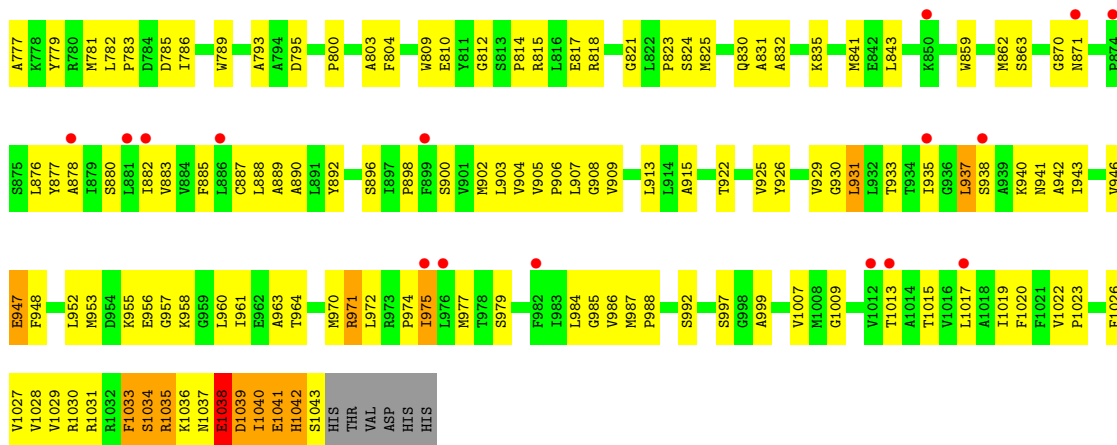 A777 K778 Y779 R780 M781 L782 P783 D784 D785 I786 W789 A793 A794 D795 P800 A803 F804 W809 E810 Y811 G812 S813 P814 R815 L816 E817 R818 G821 L822 P823 S824 M825 Q830 A831 A832 K835 M841 E842 L843 K850 W859 M862 S863 G870 N871 P874
S875 L876 Y877 A878 I879 S880 L881 I882 V883 V884 F885 L886 C887 L888 A889 A890 L891 Y892 S896 I897 P898 F899 S900 V901 M902 L903 V904 V905 P906 L907 G908 V909 L913 L914 A915 T922 V925 Y926 V929 G930 L931 L932 T933 T934 I935 G936 L937 S938 A939 K940 N941 A942 I943 V946
E947 F948 L952 M953 D954 K955 E956 G957 K958 G959 L960 I961 E962 A963 T964 M970 R971 L972 R973 P974 I975 L976 M977 T978 S979 F982 I983 L984 G985 V986 M987 P988 S992 S997 G998 A999 V1007 M1008 G1009 V1012 T1013 A1014 T1015 V1016 L1017 A1018 I1019 F1020 F1021 V1022 P1023 F1026
V1027 V1028 V1029 R1030 R1031 R1032 F1033 S1034 R1035 K1036 N1037 E1038 D1039 I1040 E1041 H1042 S1043 HIS THR VAL ASP HIS HIS